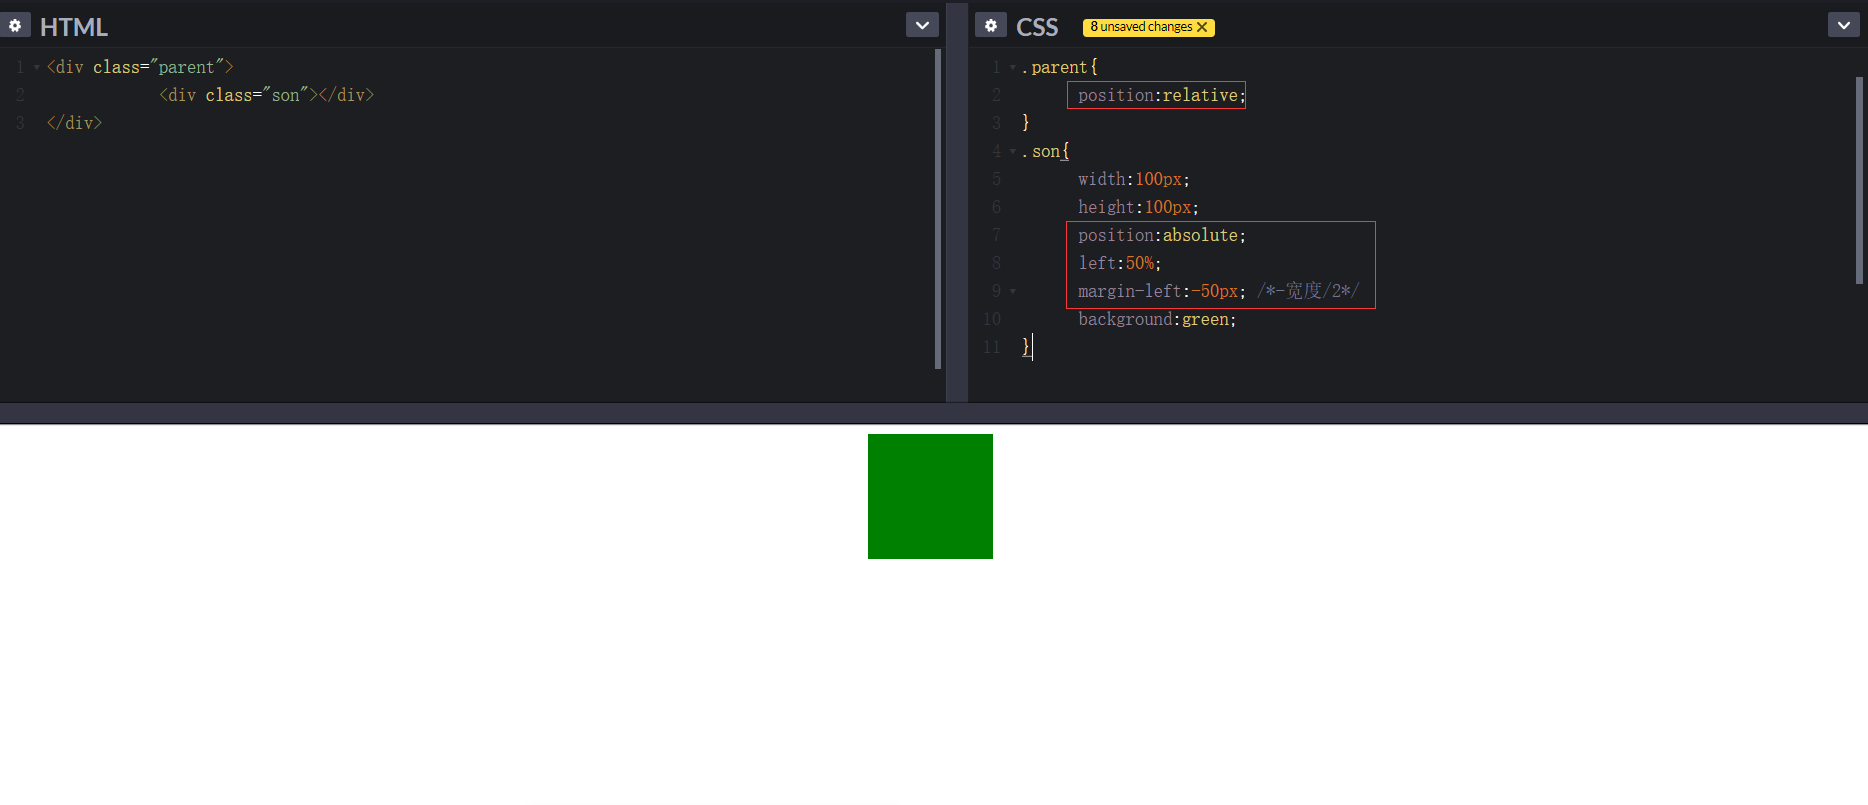 HTML
1 <div class="parent">
2 <div class="son"></div>
3 </div>
CSS 8 unsaved changes X
1 .parent{
2 position:relative;
3 }
4 .son{
5 width:100px;
6 height:100px;
7 position:absolute;
8 left:50%;
9 margin-left:-50px; /*-宽度/2*/
10 background:green;
11 }